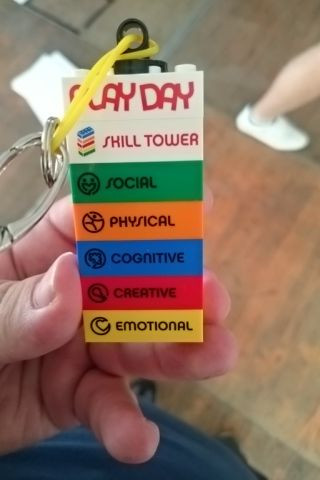 PLAY DAY
SKILL TOWER
SOCIAL
PHYSICAL
COGNITIVE
CREATIVE
EMOTIONAL